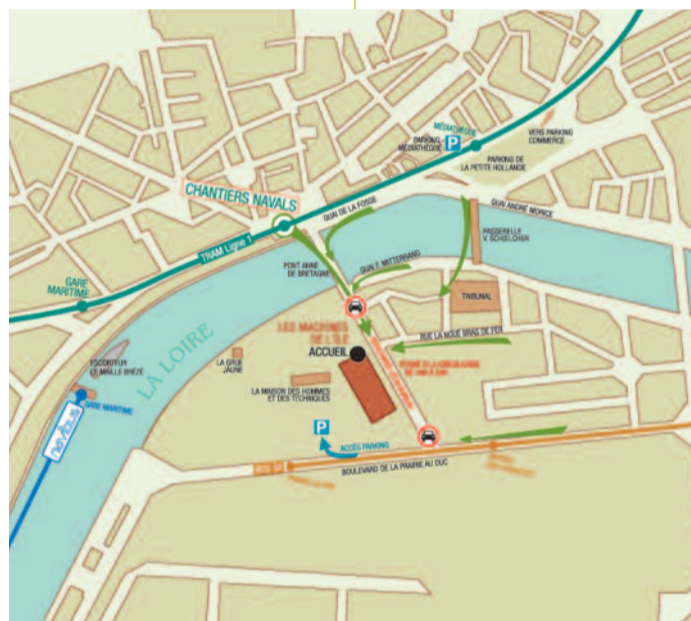 MÉDIATHÈQUE
PARKING
MÉDIATHÈQUE
P
VERS PARKING
COMMERCE
PARKING DE
LA PETITE HOLLANDE
CHANTIERS NAVALS
QUAI DE LA FOSSE
QUAI ANDRÉ MORICE
PASSERELLE
V. SCHŒLCHER
TRAM Ligne 1
PONT ANNE
DE BRETAGNE
QUAI F. MITTERRAND
GARE
MARITIME
TRIBUNAL
LES MACHINES
DE L'ÎLE
ACCUEIL
RUE LA NOUE BRAS DE FER
LA LOIRE
ESCORTEUR
LE MAILLÉ BRÉZÉ
LA GRUE
JAUNE
LA MAISON DES HOMMES
ET DES TECHNIQUES
GARE MARITIME
navibus
P
ACCÈS PARKING
BOULEVARD DE LA PRAIRIE AU DUC